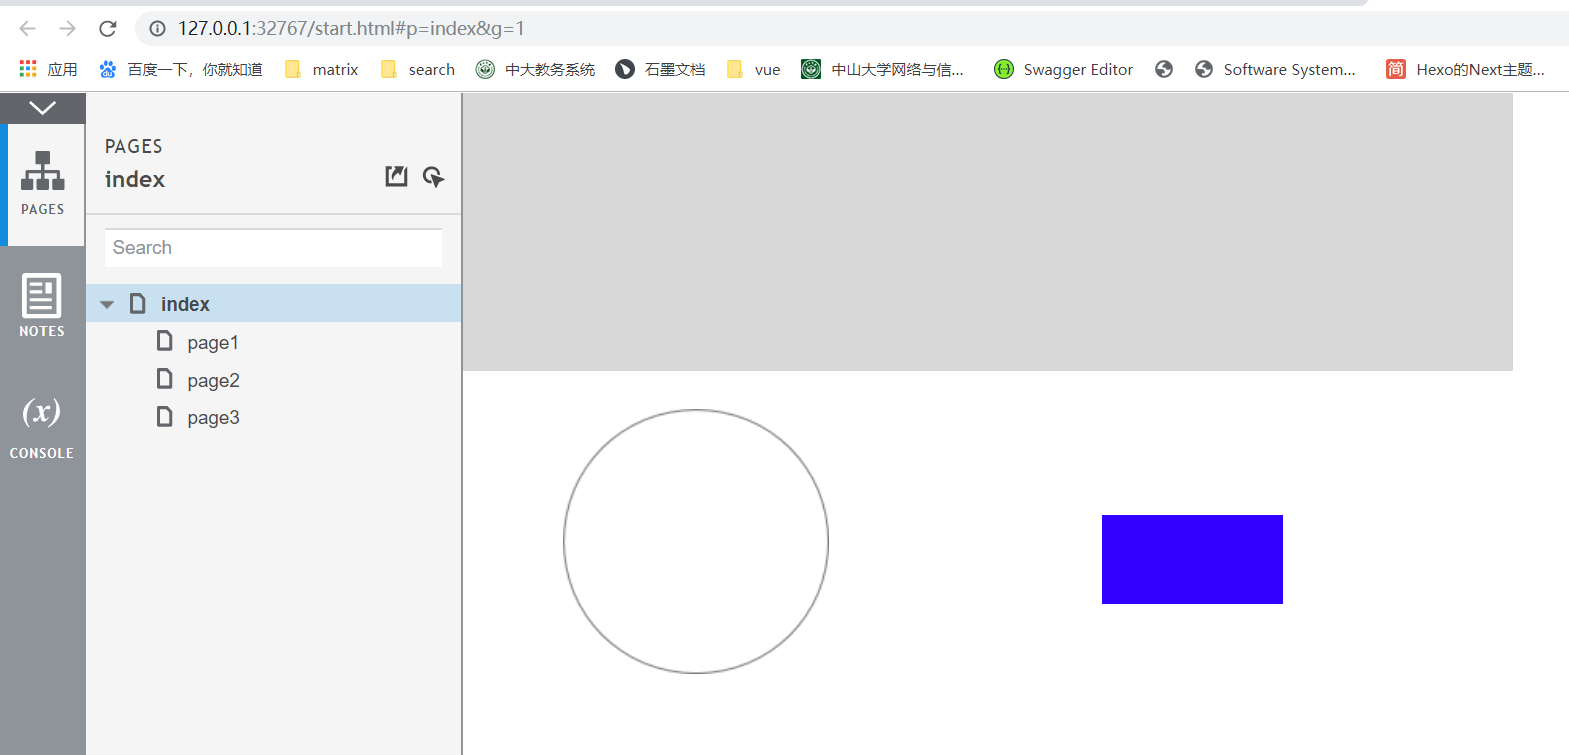 127.0.0.1:32767/start.html#p=index&g=1
应用 百度一下，你就知道 matrix search 中大教务系统 石墨文档 vue 中山大学网络与信... Swagger Editor Software System... 简 Hexo的Next主题...
PAGES
index
PAGES
Search
index
NOTES
page1
page2
page3
(x)
CONSOLE